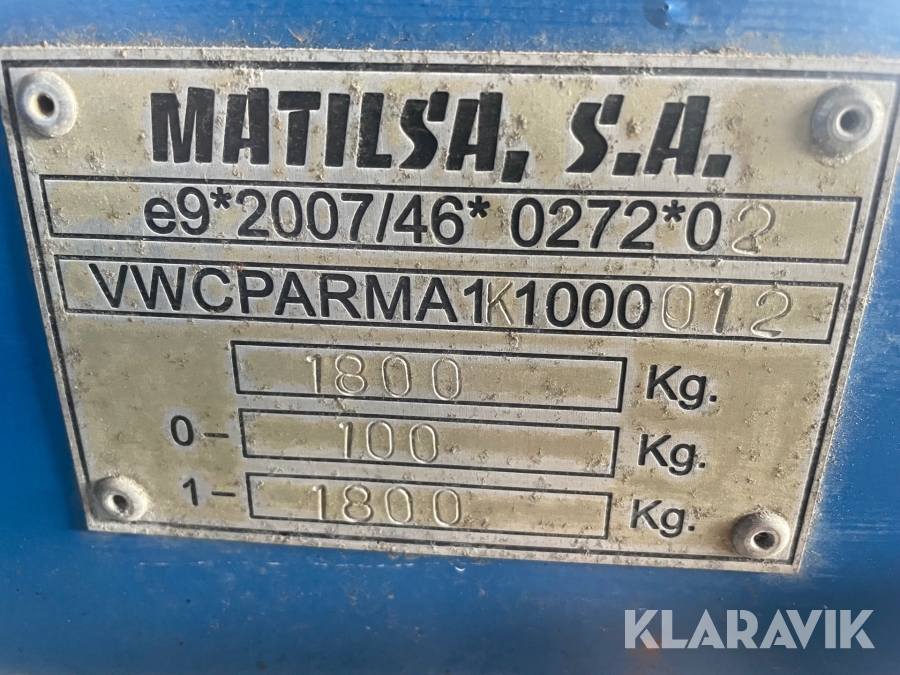 MATILSA, S.A.
e9*2007/46* 0272*02
VWCPARMA1K1000012
1800 Kg.
0- 100 Kg.
1- 1800 Kg.
KLARAVIK